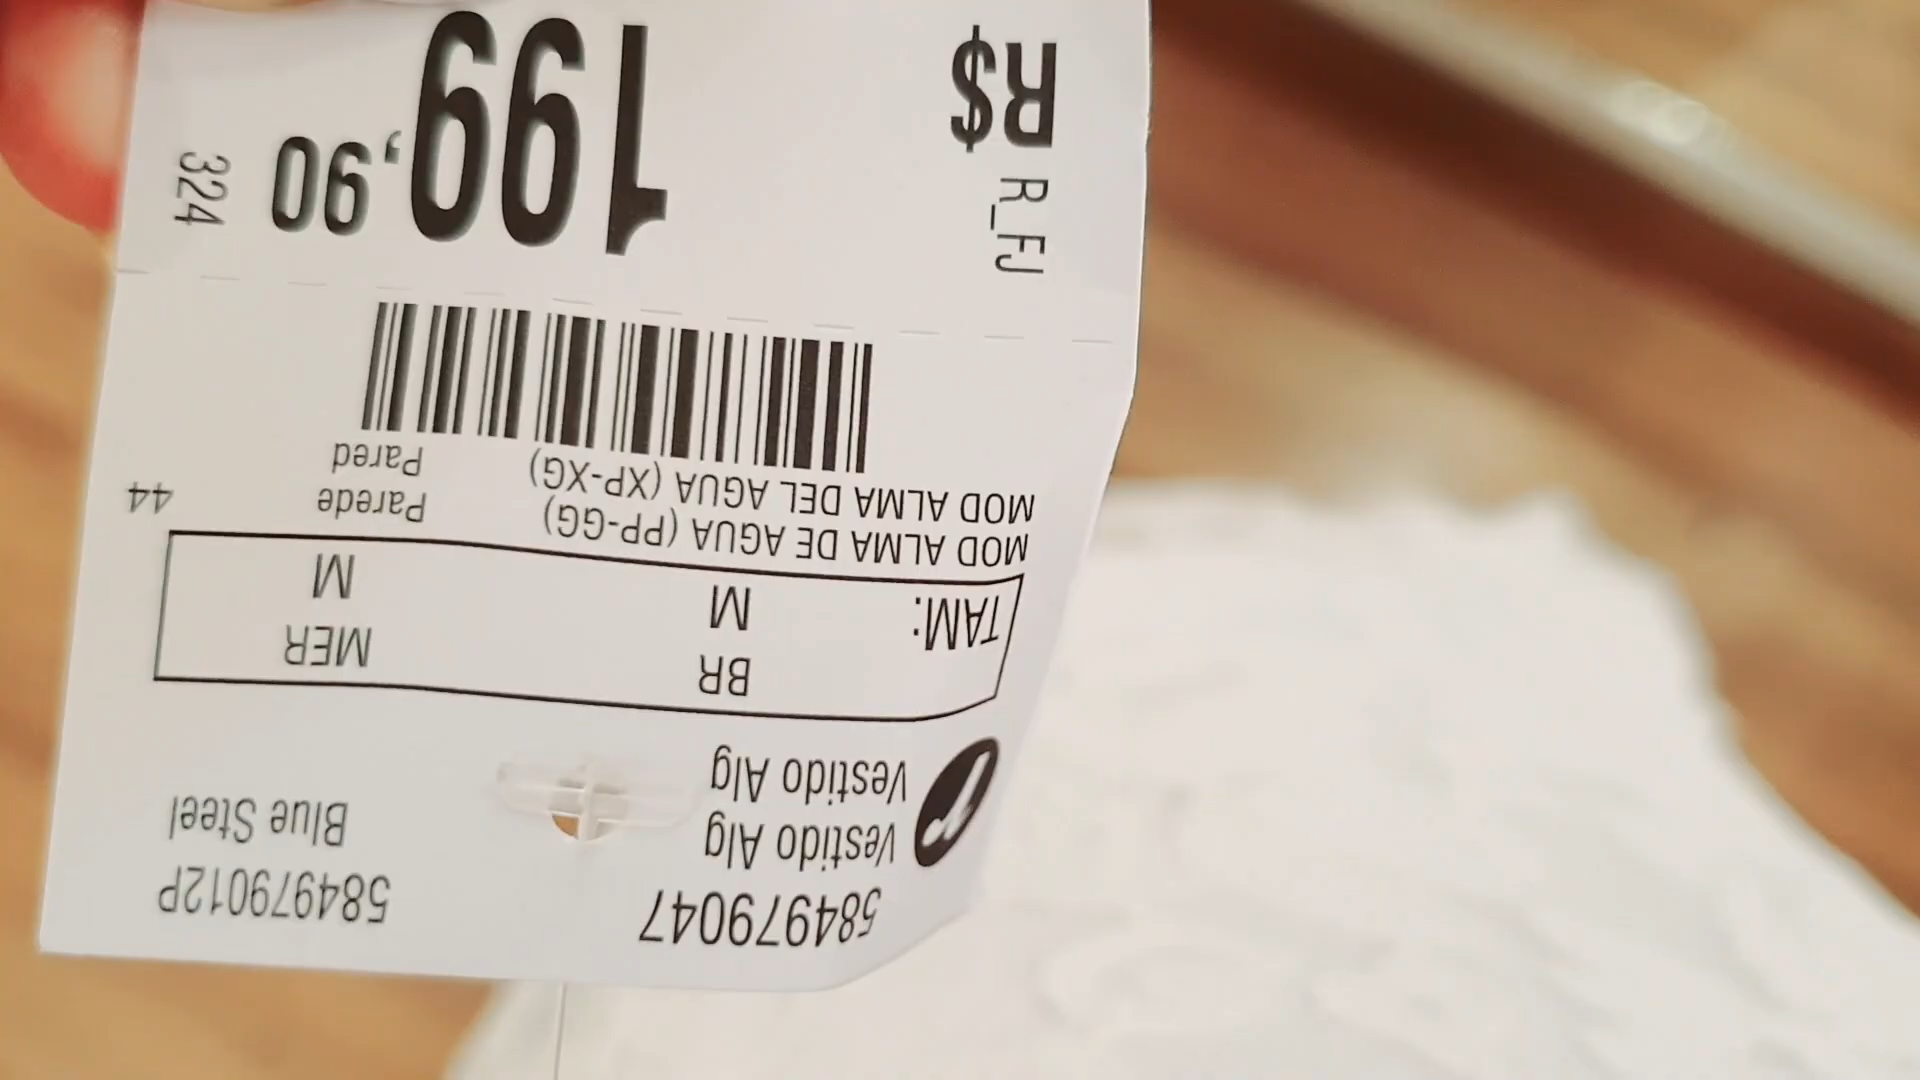 584979047 584979012P
Vestido Alg Blue Steel
Vestido Alg
BR MER
TAM: M M
MOD ALMA DE AGUA (PP-GG) Parede 44
MOD ALMA DEL AGUA (XP-XG) Pared
R_FJ
R$ 199,90
324